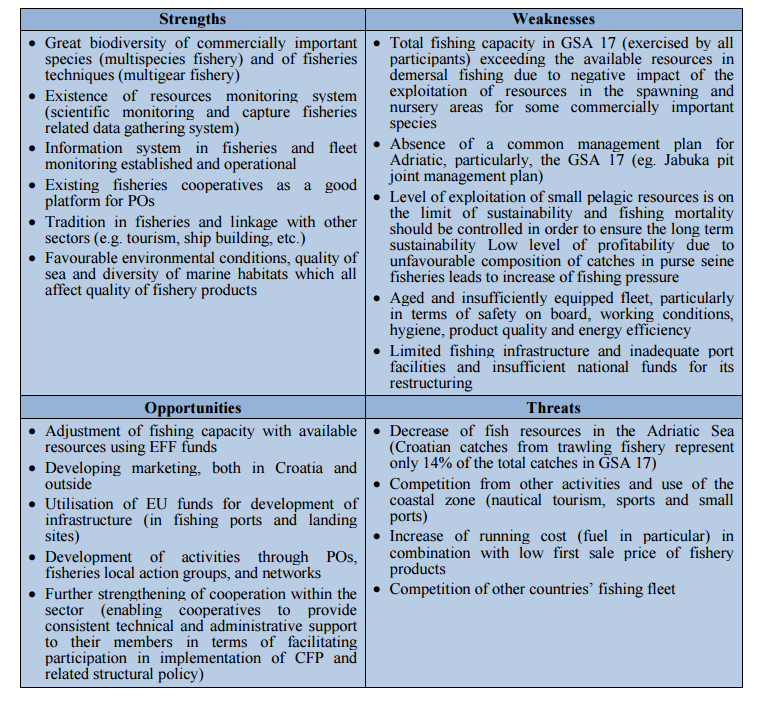 Strengths
• Great biodiversity of commercially important
species (multispecies fishery) and of fisheries
techniques (multigear fishery)
• Existence of resources monitoring system
(scientific monitoring and capture fisheries
related data gathering system)
• Information system in fisheries and fleet
monitoring established and operational
• Existing fisheries cooperatives as a good
platform for POs
• Tradition in fisheries and linkage with other
sectors (e.g. tourism, ship building, etc.)
• Favourable environmental conditions, quality of
sea and diversity of marine habitats which all
affect quality of fishery products
Weaknesses
• Total fishing capacity in GSA 17 (exercised by all
participants) exceeding the available resources in
demersal fishing due to negative impact of the
exploitation of resources in the spawning and
nursery areas for some commercially important
species
• Absence of a common management plan for
Adriatic, particularly, the GSA 17 (eg. Jabuka pit
joint management plan)
• Level of exploitation of small pelagic resources is on
the limit of sustainability and fishing mortality
should be controlled in order to ensure the long term
sustainability Low level of profitability due to
unfavourable composition of catches in purse seine
fisheries leads to increase of fishing pressure
• Aged and insufficiently equipped fleet, particularly
in terms of safety on board, working conditions,
hygiene, product quality and energy efficiency
• Limited fishing infrastructure and inadequate port
facilities and insufficient national funds for its
restructuring
Opportunities
• Adjustment of fishing capacity with available
resources using EFF funds
• Developing marketing, both in Croatia and
outside
• Utilisation of EU funds for development of
infrastructure (in fishing ports and landing
sites)
• Development of activities through POs,
fisheries local action groups, and networks
• Further strengthening of cooperation within the
sector (enabling cooperatives to provide
consistent technical and administrative support
to their members in terms of facilitating
participation in implementation of CFP and
related structural policy)
Threats
• Decrease of fish resources in the Adriatic Sea
(Croatian catches from trawling fishery represent
only 14% of the total catches in GSA 17)
• Competition from other activities and use of the
coastal zone (nautical tourism, sports and small
ports)
• Increase of running cost (fuel in particular) in
combination with low first sale price of fishery
products
• Competition of other countries’ fishing fleet